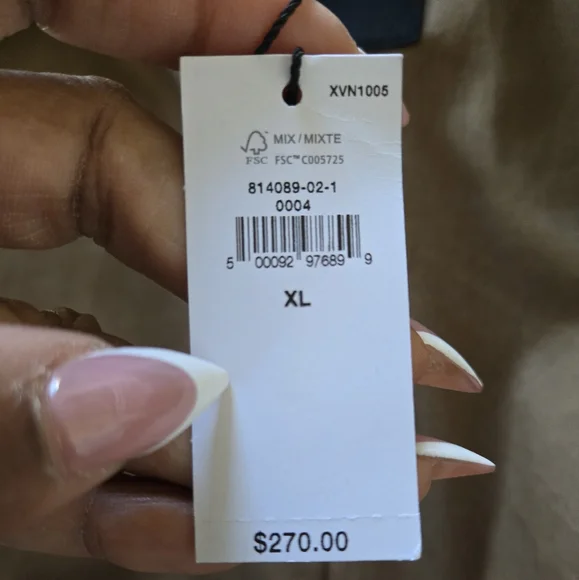 XVN1005
MIX / MIXTE
FSC FSC™ C005725
814089-02-1
0004
5 00092 97689 9
XL
$270.00